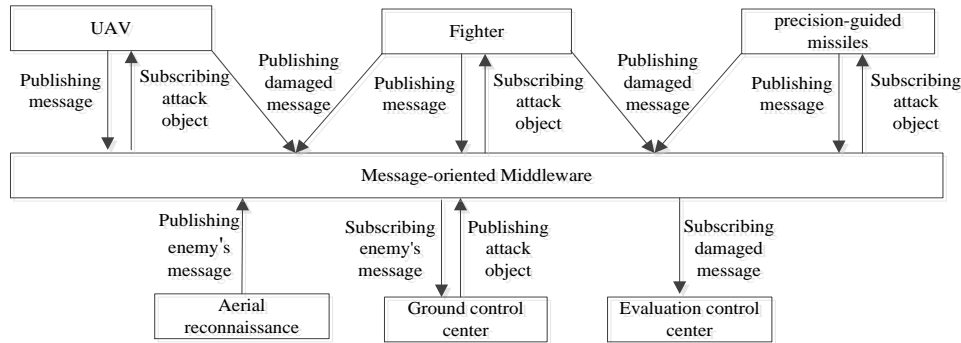 UAV
Fighter
precision-guided
missiles
Publishing
message
Subscribing
attack
object
Publishing
damaged
message
Publishing
message
Subscribing
attack
object
Publishing
damaged
message
Publishing
message
Subscribing
attack
object
Message-oriented Middleware
Publishing
enemy's
message
Subscribing
enemy's
message
Publishing
attack
object
Subscribing
damaged
message
Aerial
reconnaissance
Ground control
center
Evaluation control
center